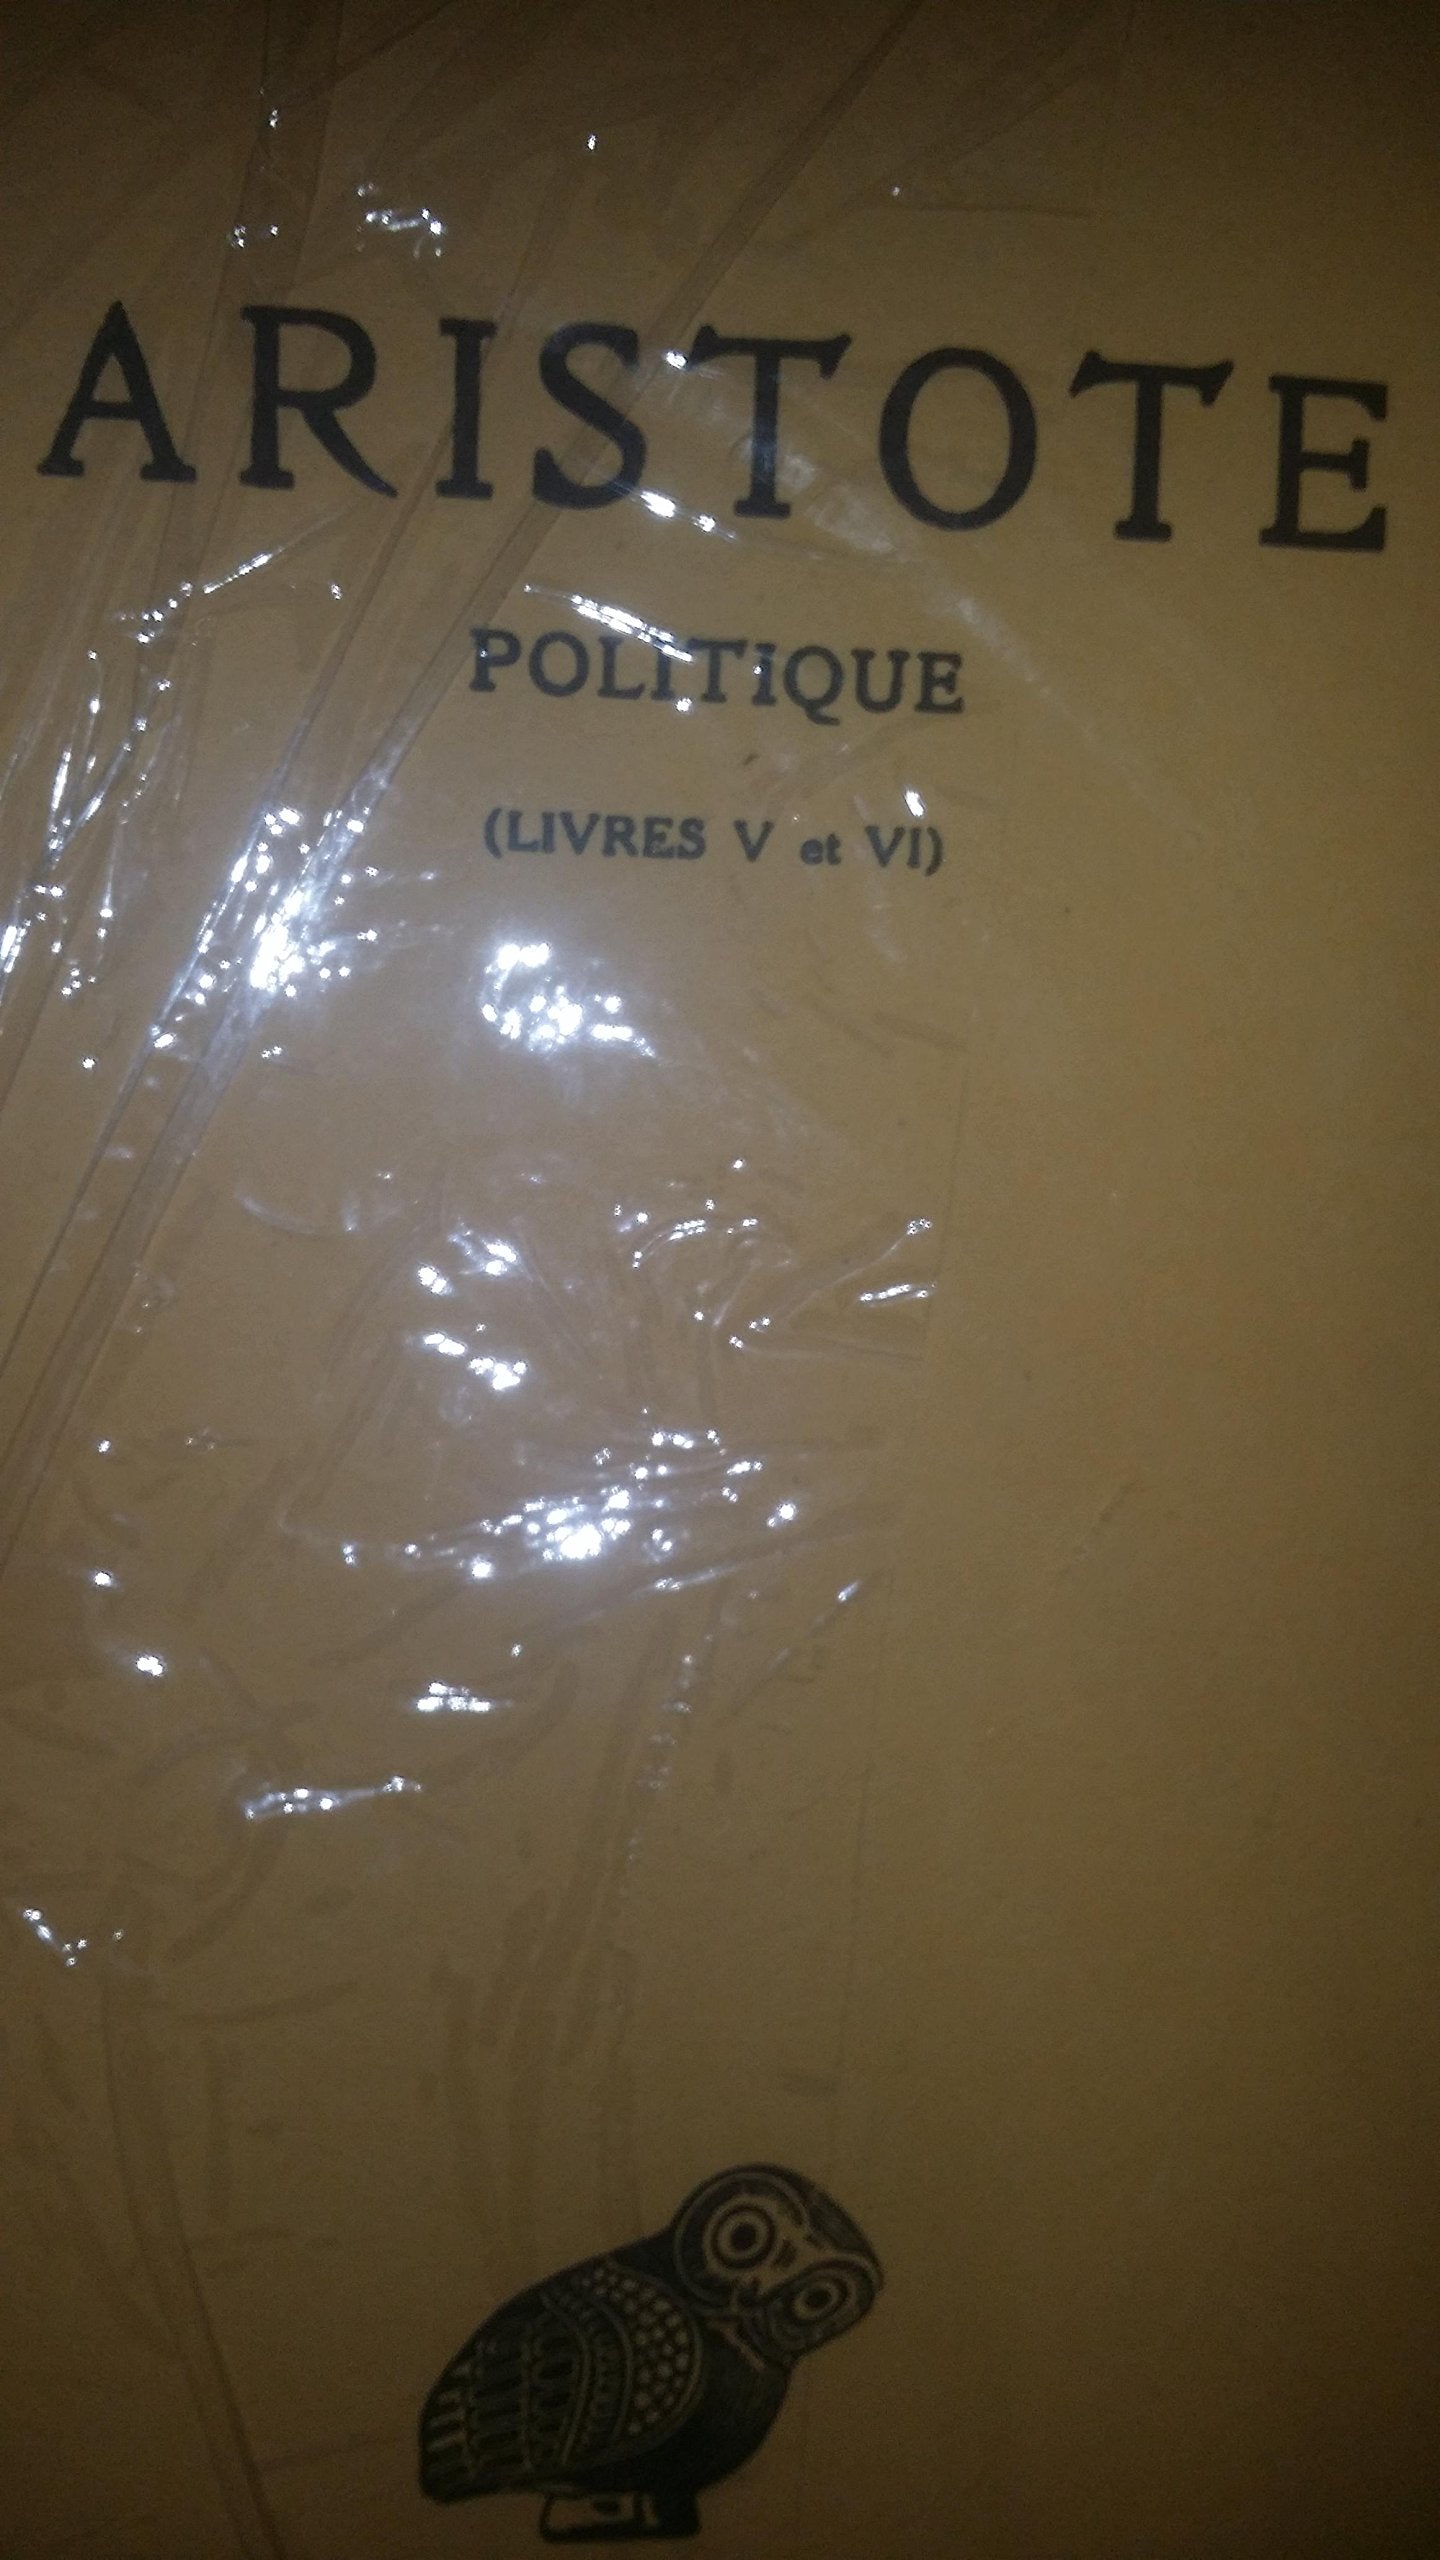 ARISTOTE
POLITIQUE
(LIVRES V et VI)